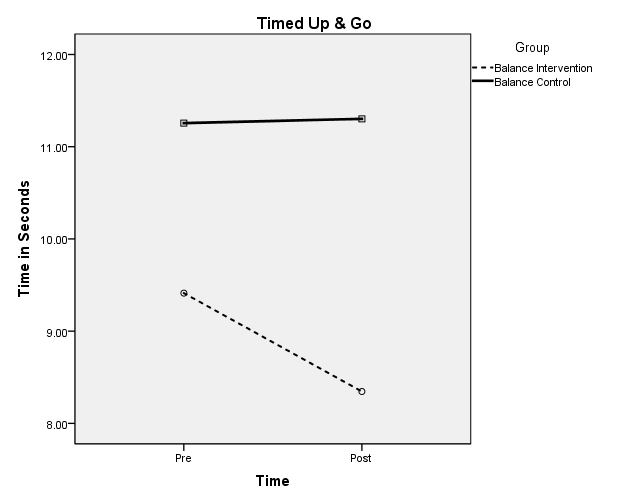 Timed Up & Go
Group
Balance Intervention
Balance Control
Time in Seconds
12.00
11.00
10.00
9.00
8.00
Pre
Post
Time